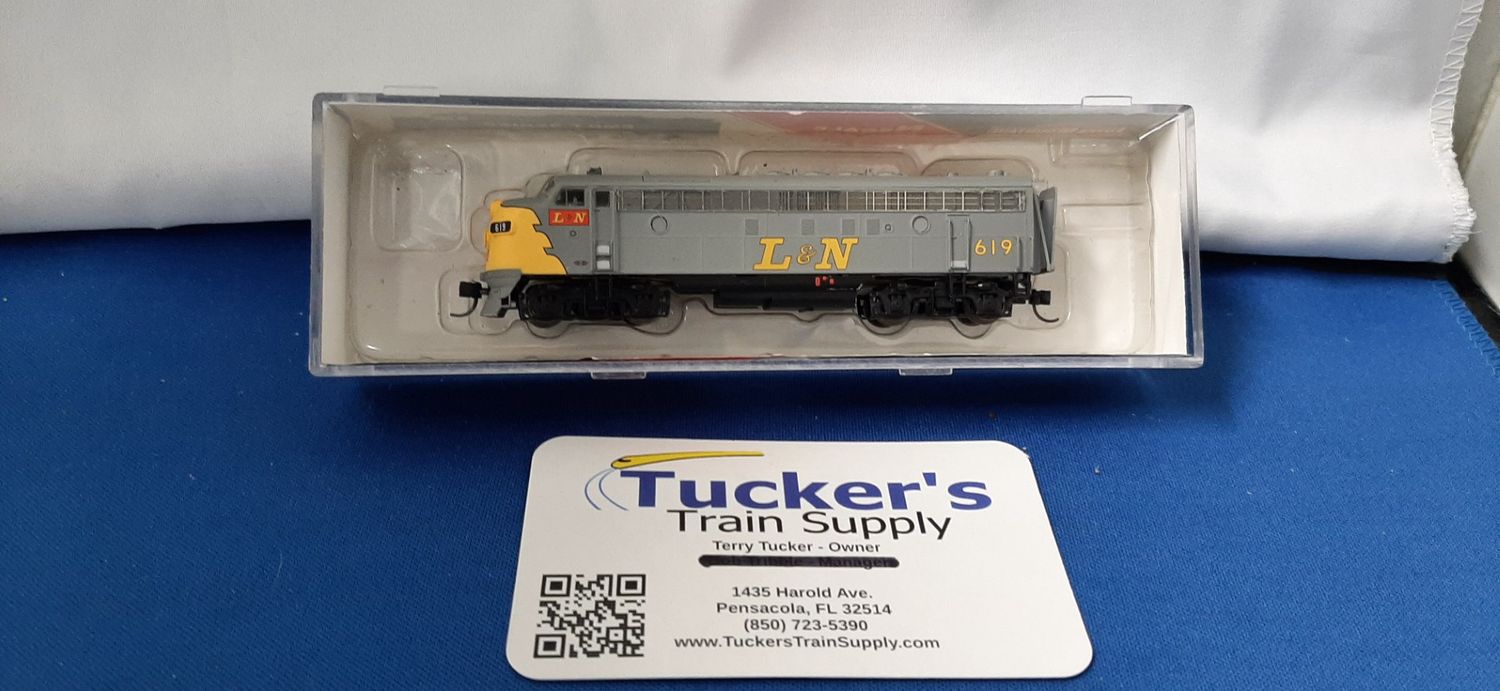 L&N
619
L&N
619
Tucker's
Train Supply
Terry Tucker - Owner
- Manager
1435 Harold Ave.
Pensacola, FL 32514
(850) 723-5390
www.TuckersTrainSupply.com